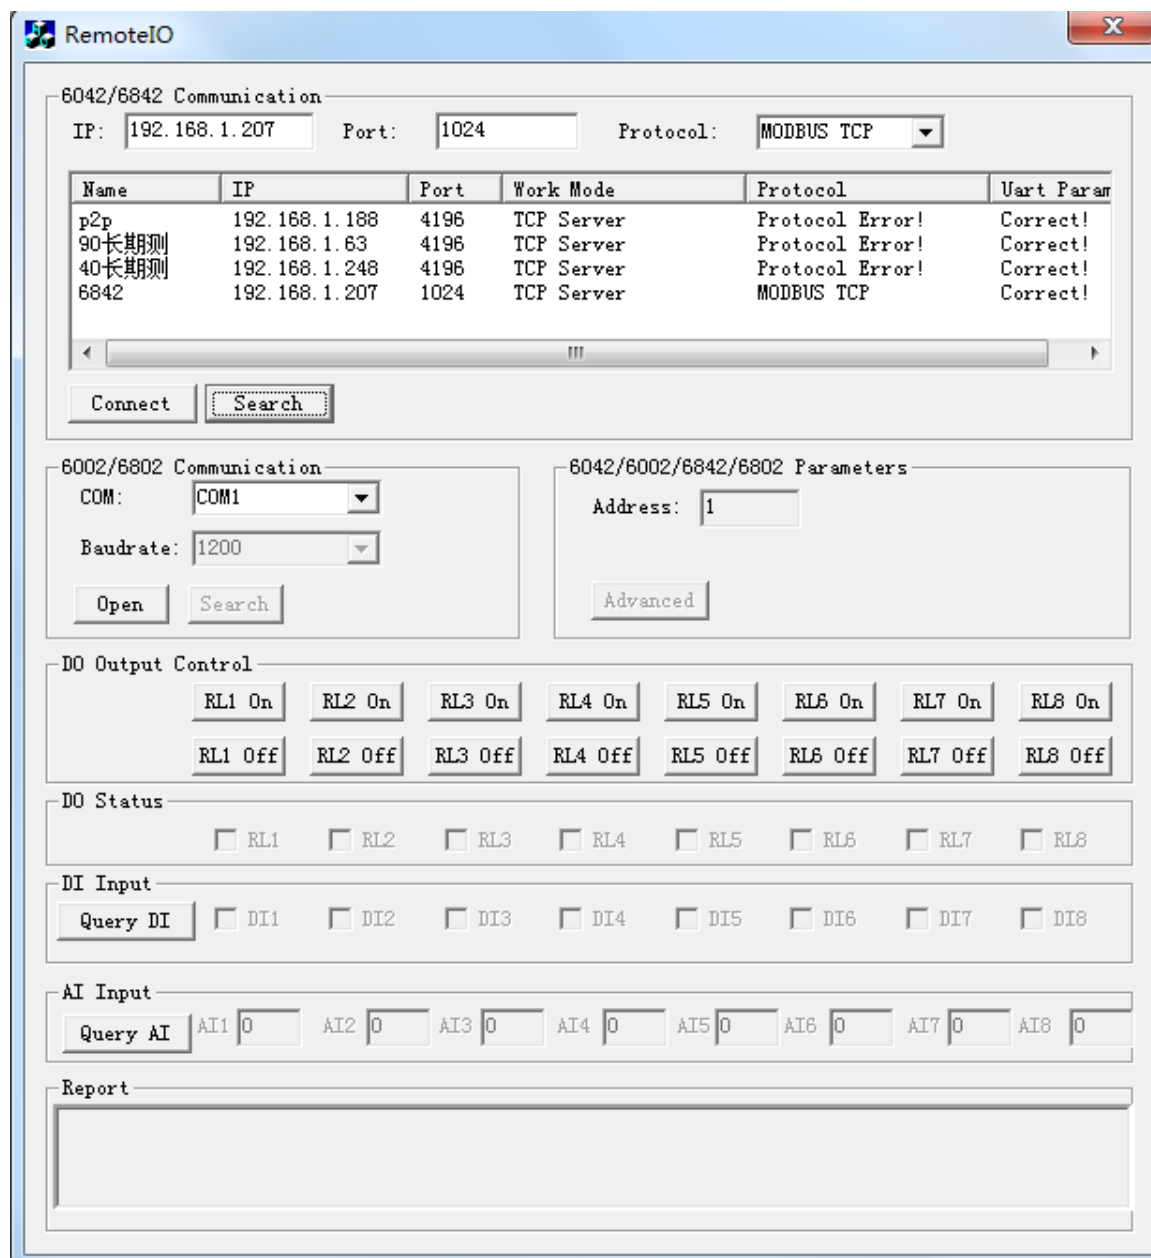 RemoteIO
X
6042/6842 Communication
IP: 192.168.1.207 Port: 1024 Protocol: MODBUS TCP
Name IP Port Work Mode Protocol Uart Param
p2p 192.168.1.188 4196 TCP Server Protocol Error! Correct!
90长期测 192.168.1.63 4196 TCP Server Protocol Error! Correct!
40长期测 192.168.1.248 4196 TCP Server Protocol Error! Correct!
6842 192.168.1.207 1024 TCP Server MODBUS TCP Correct!
Connect Search
6002/6802 Communication
COM: COM1
Baudrate: 1200
Open Search
6042/6002/6842/6802 Parameters
Address: 1
Advanced
DO Output Control
RL1 On RL2 On RL3 On RL4 On RL5 On RL6 On RL7 On RL8 On
RL1 Off RL2 Off RL3 Off RL4 Off RL5 Off RL6 Off RL7 Off RL8 Off
DO Status
RL1 RL2 RL3 RL4 RL5 RL6 RL7 RL8
DI Input
Query DI DI1 DI2 DI3 DI4 DI5 DI6 DI7 DI8
AI Input
Query AI AI1 0 AI2 0 AI3 0 AI4 0 AI5 0 AI6 0 AI7 0 AI8 0
Report